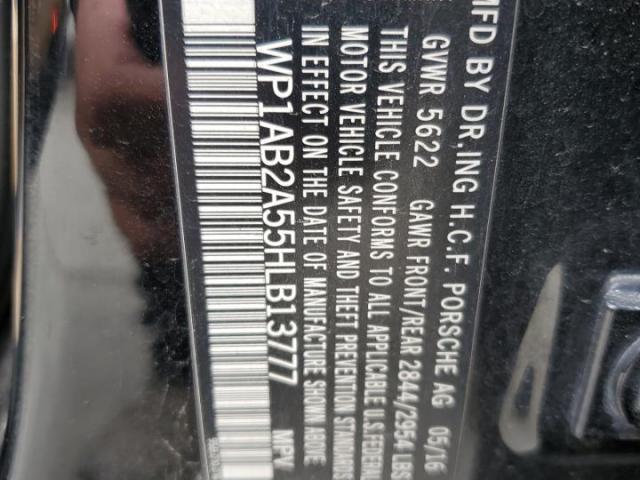 MFD BY DR.ING H.C.F. PORSCHE AG 05/16
GVWR 5622 GAWR FRONT/REAR 2844/2954 LBS
THIS VEHICLE CONFORMS TO ALL APPLICABLE U.S.FEDERAL
MOTOR VEHICLE SAFETY AND THEFT PREVENTION STANDARDS
IN EFFECT ON THE DATE OF MANUFACTURE SHOWN ABOVE
WP1AB2A55HLB13777 MPV